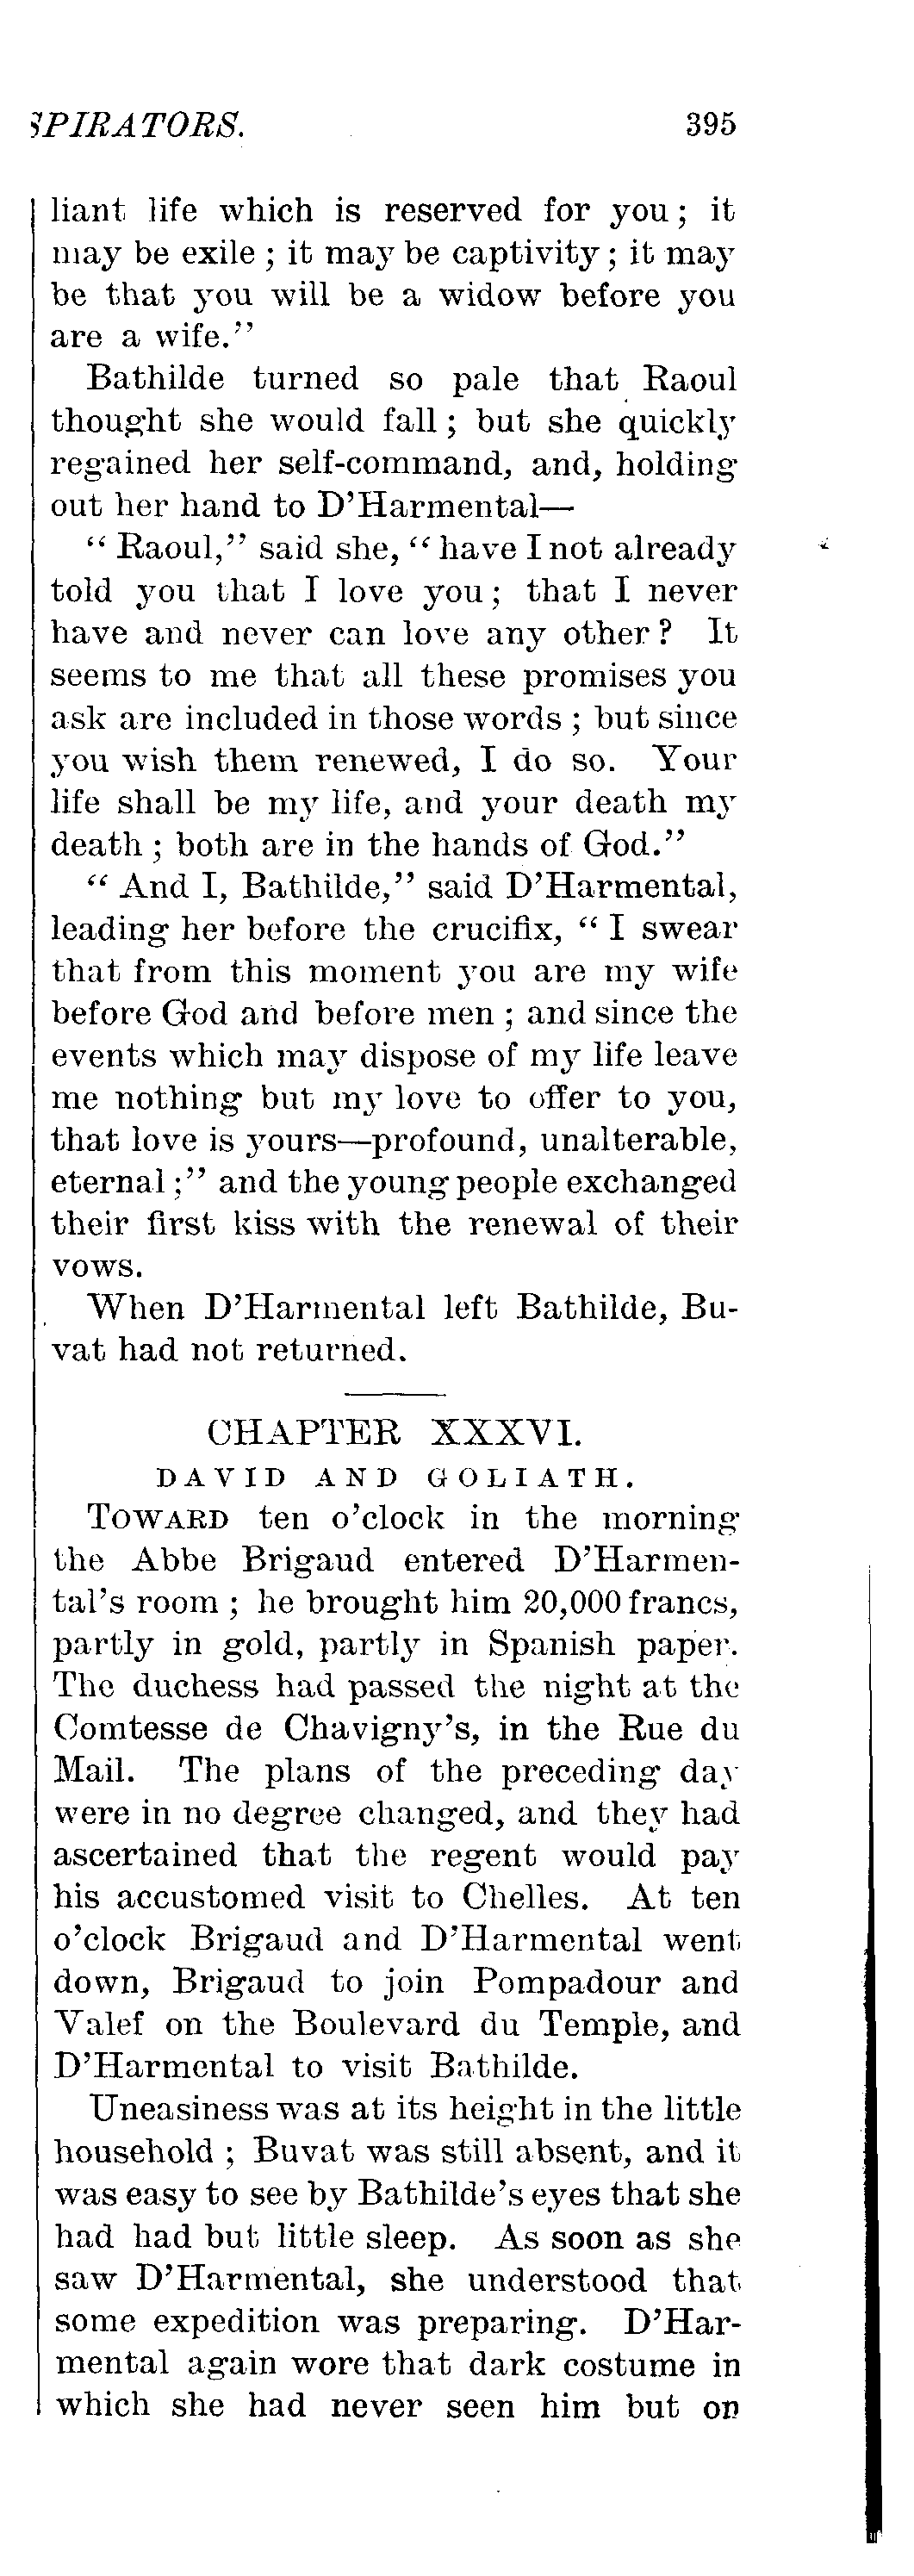 SPIRATORS. 395
liant life which is reserved for you; it
may be exile; it may be captivity; it may
be that you will be a widow before you
are a wife."
Bathilde turned so pale that Raoul
thought she would fall; but she quickly
regained her self-command, and, holding
out her hand to D'Harmental—
"Raoul," said she, "have I not already
told you that I love you; that I never
have and never can love any other? It
seems to me that all these promises you
ask are included in those words; but since
you wish them renewed, I do so. Your
life shall be my life, and your death my
death; both are in the hands of God."
"And I, Bathilde," said D'Harmental,
leading her before the crucifix, "I swear
that from this moment you are my wife
before God and before men; and since the
events which may dispose of my life leave
me nothing but my love to offer to you,
that love is yours—profound, unalterable,
eternal;" and the young people exchanged
their first kiss with the renewal of their
vows.
When D'Harmental left Bathilde, Bu-
vat had not returned.
CHAPTER XXXVI.
DAVID AND GOLIATH.
TOWARD ten o'clock in the morning
the Abbe Brigaud entered D'Harmen-
tal's room; he brought him 20,000 francs,
partly in gold, partly in Spanish paper.
The duchess had passed the night at the
Comtesse de Chavigny's, in the Rue du
Mail. The plans of the preceding day
were in no degree changed, and they had
ascertained that the regent would pay
his accustomed visit to Chelles. At ten
o'clock Brigaud and D'Harmental went
down, Brigaud to join Pompadour and
Valef on the Boulevard du Temple, and
D'Harmental to visit Bathilde.
Uneasiness was at its height in the little
household; Buvat was still absent, and it
was easy to see by Bathilde's eyes that she
had had but little sleep. As soon as she
saw D'Harmental, she understood that
some expedition was preparing. D'Har-
mental again wore that dark costume in
which she had never seen him but on